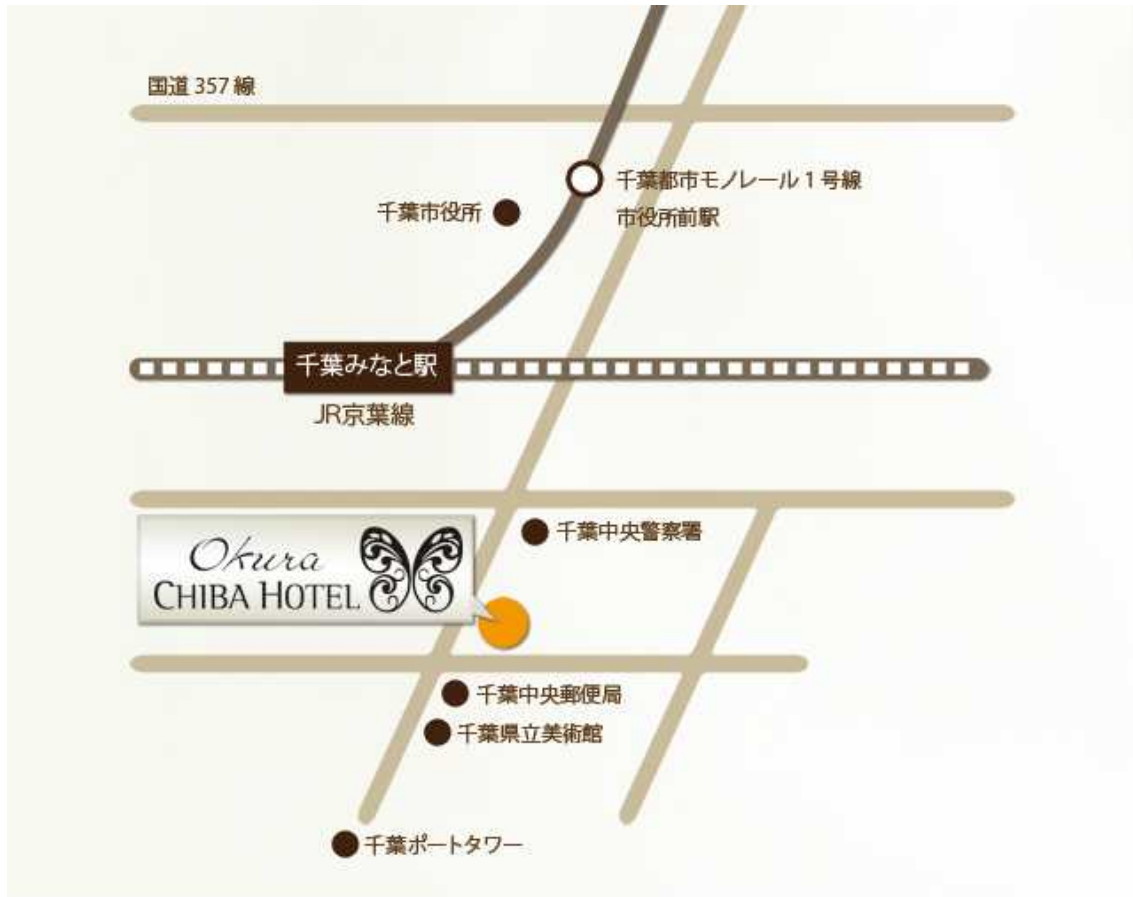 国道 357 線
千葉都市モノレール 1 号線
市役所前駅
千葉市役所
千葉みなと駅
JR京葉線
千葉中央警察署
Okura
CHIBA HOTEL
千葉中央郵便局
千葉県立美術館
千葉ポートタワー